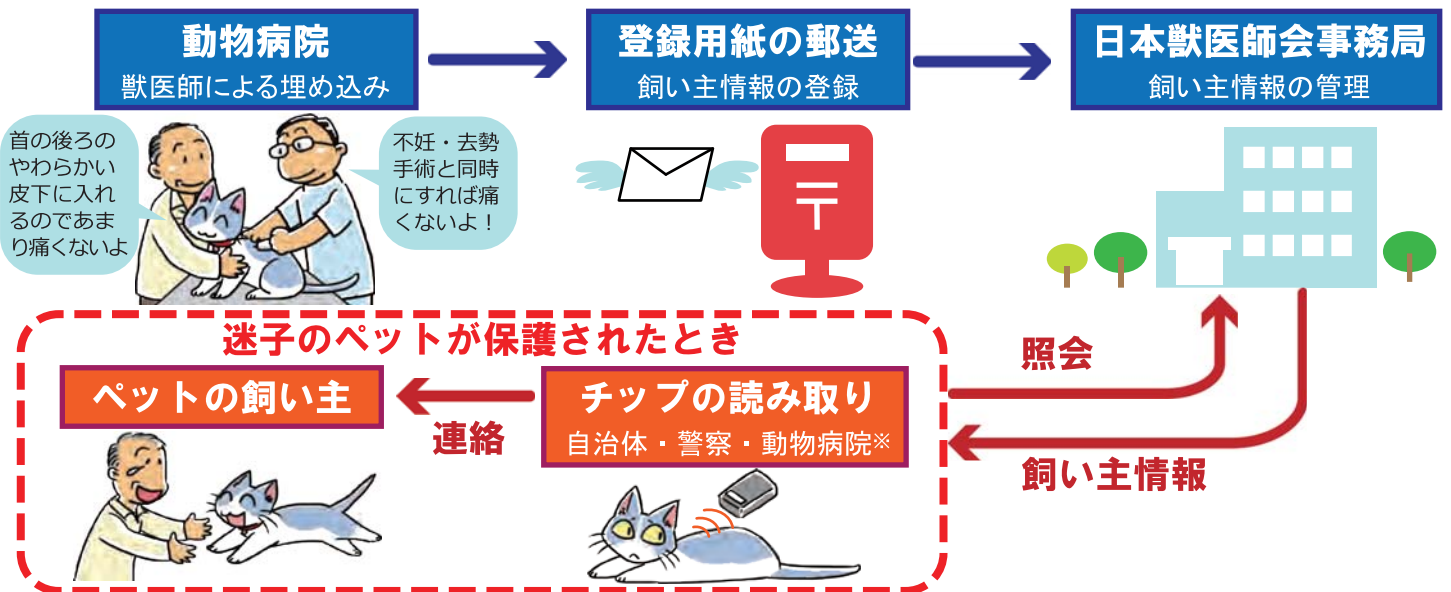 動物病院
獣医師による埋め込み
登録用紙の郵送
飼い主情報の登録
日本獣医師会事務局
飼い主情報の管理
首の後ろの
やわらかい
皮下に入れ
るのであま
り痛くないよ
不妊・去勢
手術と同時
にすれば痛
くないよ！
〒
迷子のペットが保護されたとき
ペットの飼い主
連絡
チップの読み取り
自治体・警察・動物病院※
照会
飼い主情報